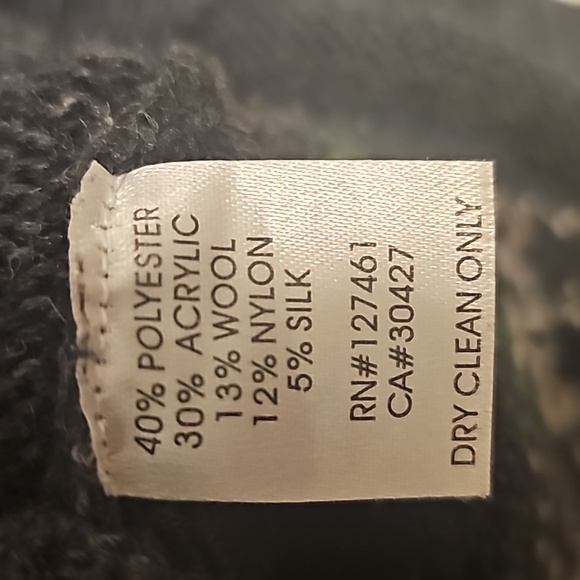 40% POLYESTER
30% ACRYLIC
13% WOOL
12% NYLON
5% SILK
RN#127461
CA#30427
DRY CLEAN ONLY